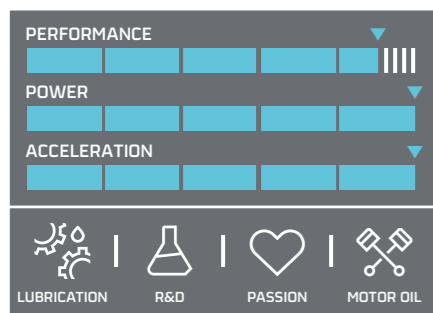 PERFORMANCE
POWER
ACCELERATION
LUBRICATION R&D PASSION MOTOR OIL